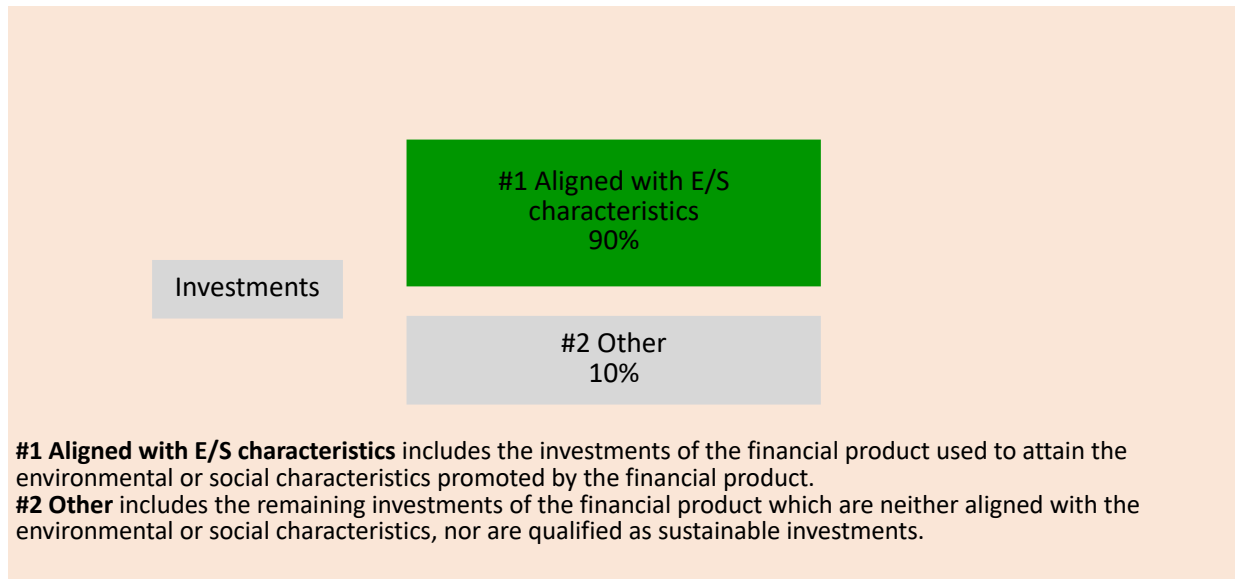 #1 Aligned with E/S
characteristics
90%
Investments
#2 Other
10%
#1 Aligned with E/S characteristics includes the investments of the financial product used to attain the
environmental or social characteristics promoted by the financial product.
#2 Other includes the remaining investments of the financial product which are neither aligned with the
environmental or social characteristics, nor are qualified as sustainable investments.